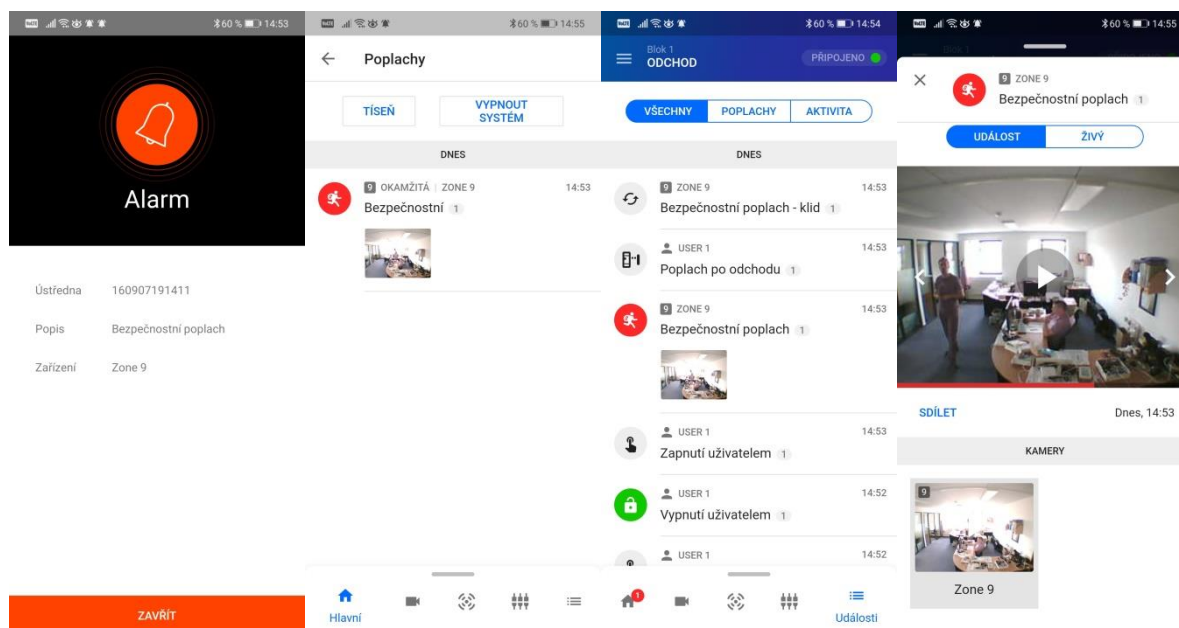 60 % 14:53
Alarm
Ústředna 160907191411
Popis Bezpečnostní poplach
Zařízení Zone 9
ZAVŘÍT
60 % 14:55
Poplachy
TÍSEŇ
VYPNOUT
SYSTÉM
DNES
9 OKAMŽITÁ | ZONE 9 14:53
Bezpečnostní 1
Hlavní
60 % 14:54
Blok 1
ODCHOD
PŘIPOJENO
VŠECHNY POPLACHY AKTIVITA
DNES
9 ZONE 9 14:53
Bezpečnostní poplach - klid 1
USER 1 14:53
Poplach po odchodu 1
9 ZONE 9 14:53
Bezpečnostní poplach 1
USER 1 14:53
Zapnutí uživatelem 1
USER 1 14:52
Vypnutí uživatelem 1
USER 1 14:52
1
Události
60 % 14:55
Blok 1
9 ZONE 9
Bezpečnostní poplach 1
UDÁLOST ŽIVÝ
SDÍLET Dnes, 14:53
KAMERY
9
Zone 9